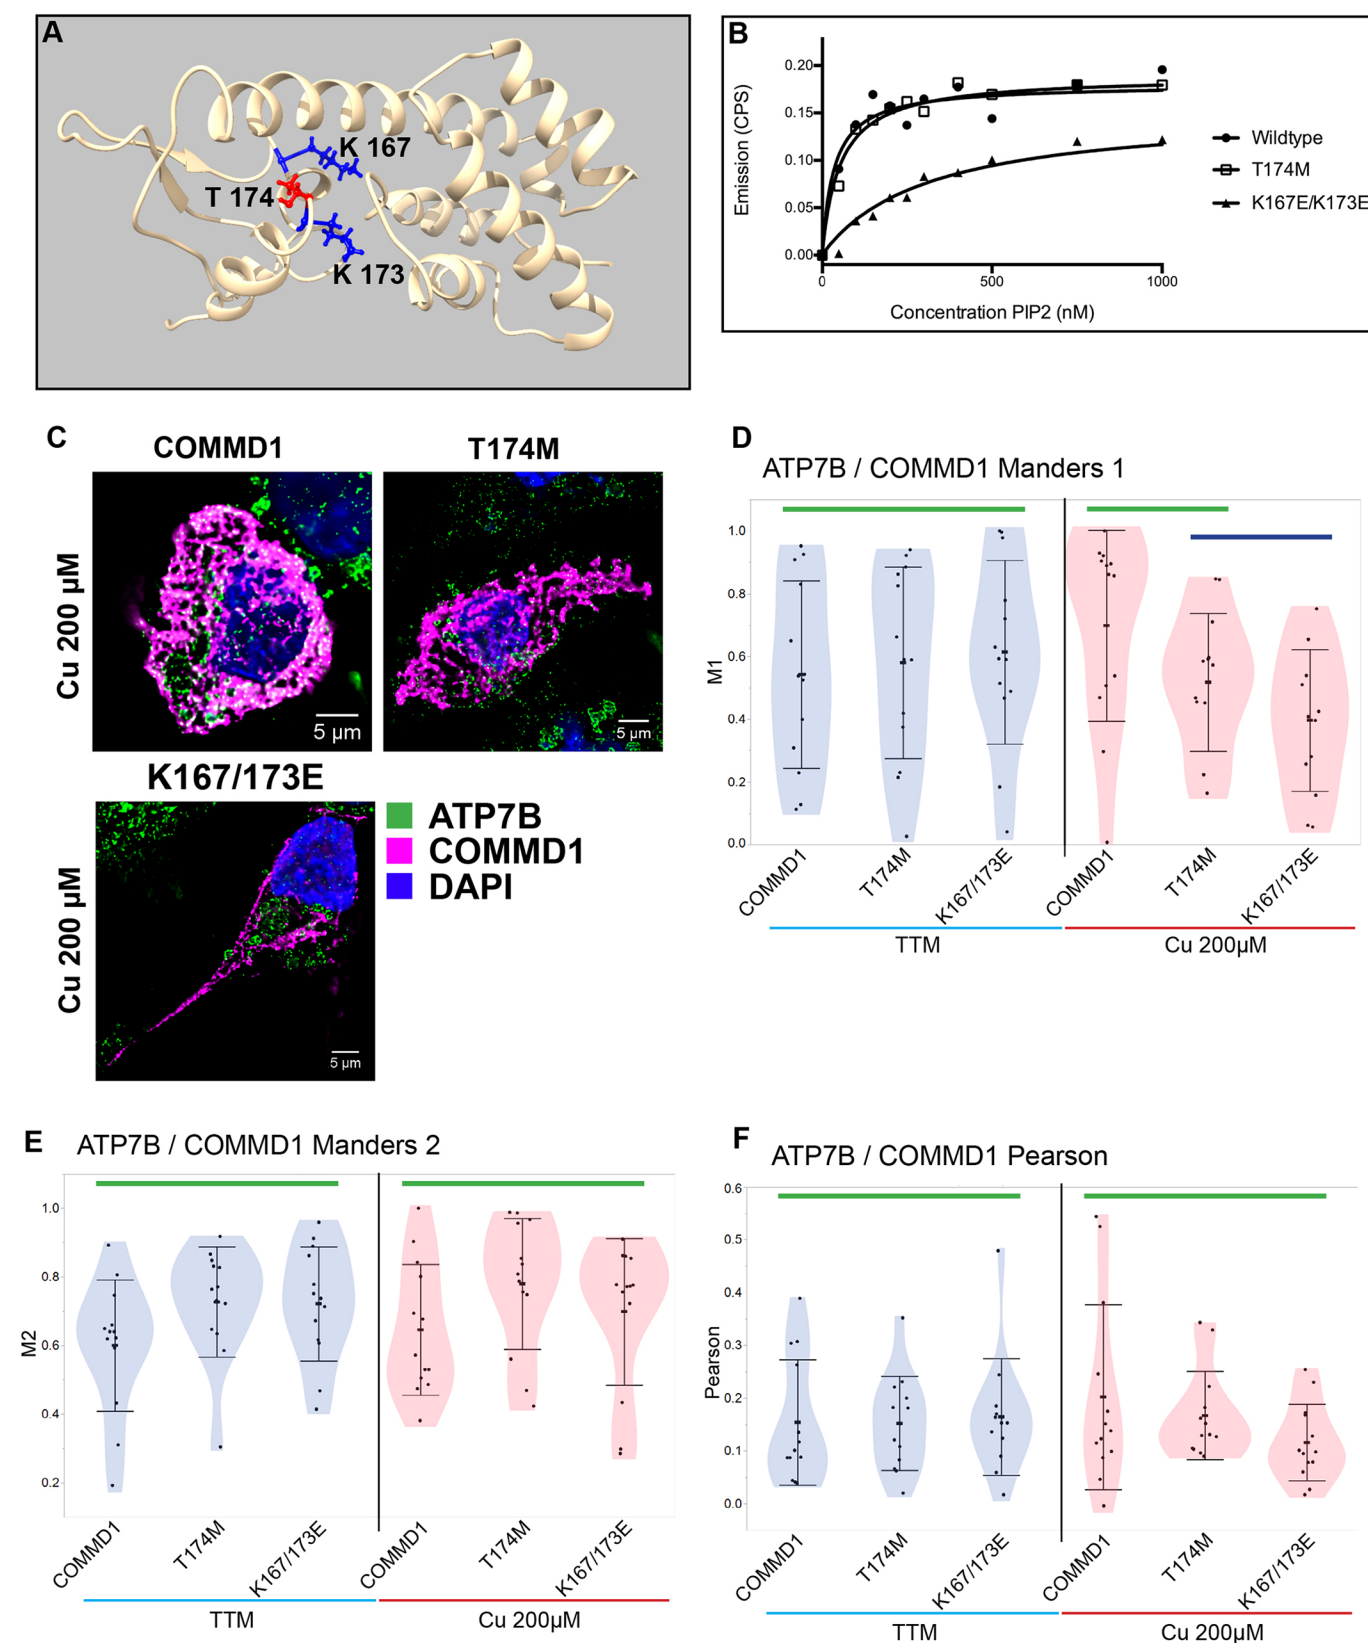 A
K 167
T 174
K 173
B
Emission (CPS)
0.20
0.15
0.10
0.05
0.00
0
500
1000
Concentration PIP2 (nM)
Wildtype
T174M
K167E/K173E
C
COMMD1
T174M
Cu 200 µM
5 µm
5 µm
K167/173E
Cu 200 µM
5 µm
ATP7B
COMMD1
DAPI
D
ATP7B / COMMD1 Manders 1
M1
1.0
0.8
0.6
0.4
0.2
0.0
COMMD1
T174M
K167/173E
COMMD1
T174M
K167/173E
TTM
Cu 200µM
E
ATP7B / COMMD1 Manders 2
M2
1.0
0.8
0.6
0.4
0.2
COMMD1
T174M
K167/173E
COMMD1
T174M
K167/173E
TTM
Cu 200µM
F
ATP7B / COMMD1 Pearson
Pearson
0.6
0.5
0.4
0.3
0.2
0.1
0.0
COMMD1
T174M
K167/173E
COMMD1
T174M
K167/173E
TTM
Cu 200µM